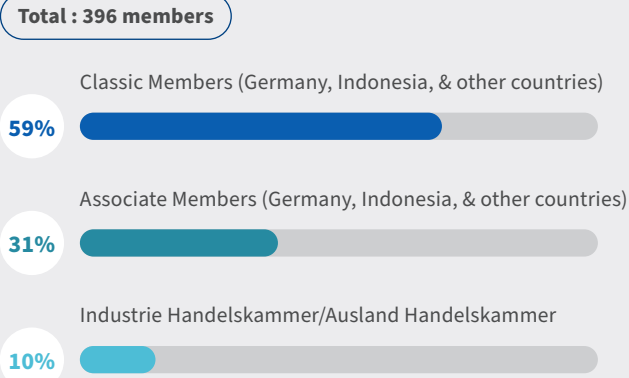 Total : 396 members
Classic Members (Germany, Indonesia, & other countries)
59%
Associate Members (Germany, Indonesia, & other countries)
31%
Industrie Handelskammer/Ausland Handelskammer
10%